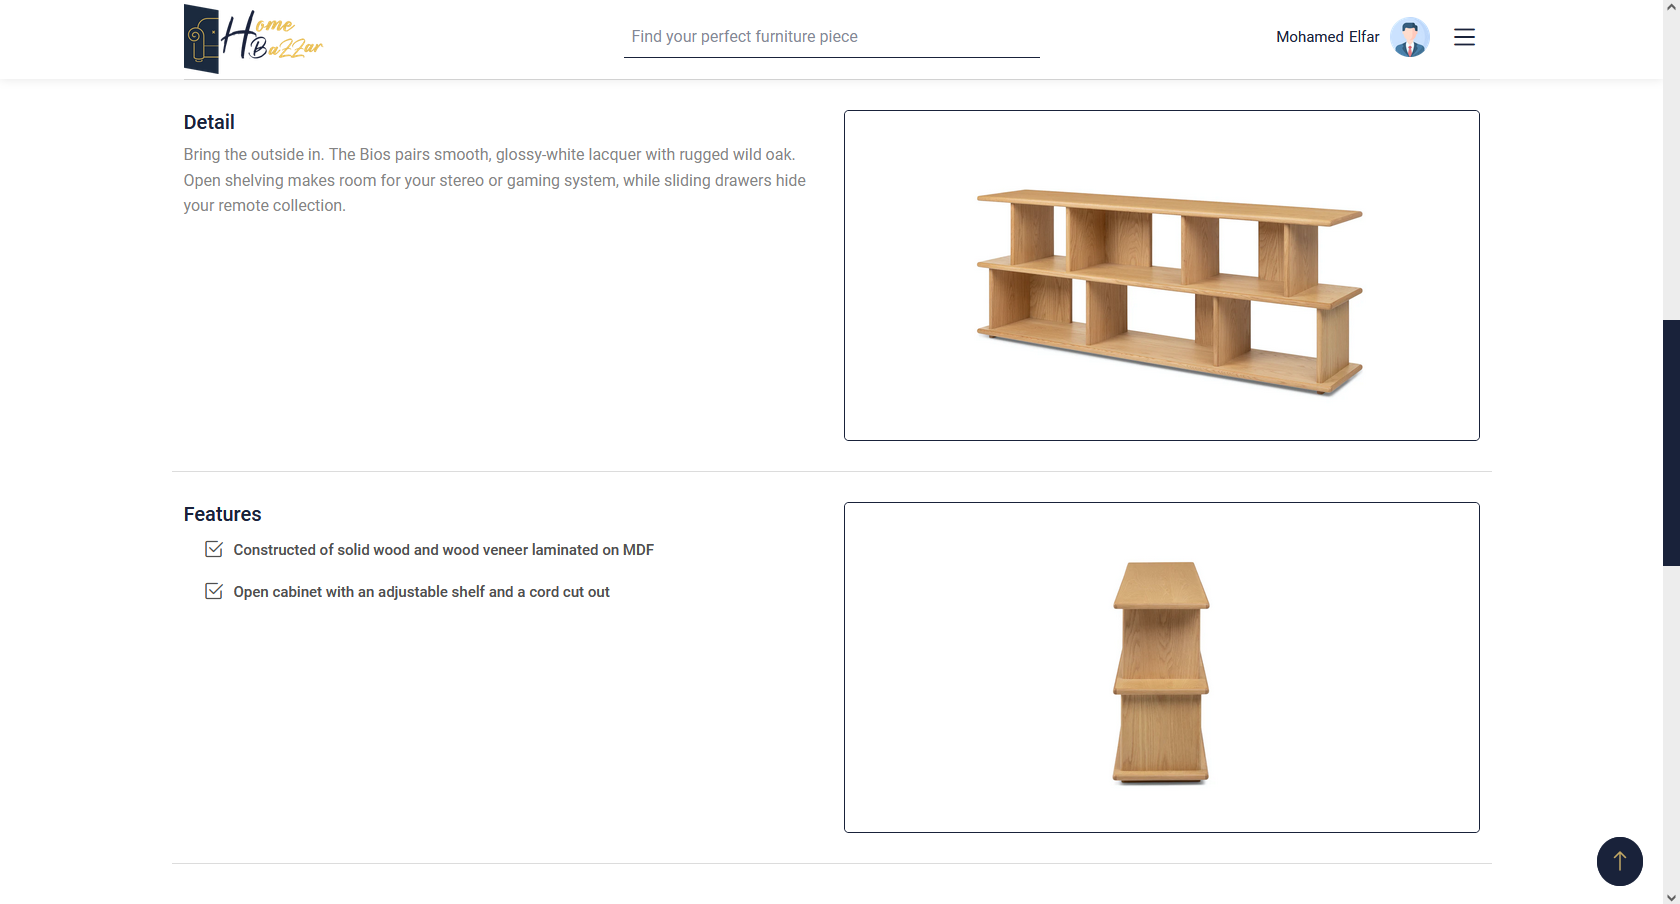 Home
BaZZar
Find your perfect furniture piece
Mohamed Elfar
Detail
Bring the outside in. The Bios pairs smooth, glossy-white lacquer with rugged wild oak.
Open shelving makes room for your stereo or gaming system, while sliding drawers hide
your remote collection.
Features
Constructed of solid wood and wood veneer laminated on MDF
Open cabinet with an adjustable shelf and a cord cut out